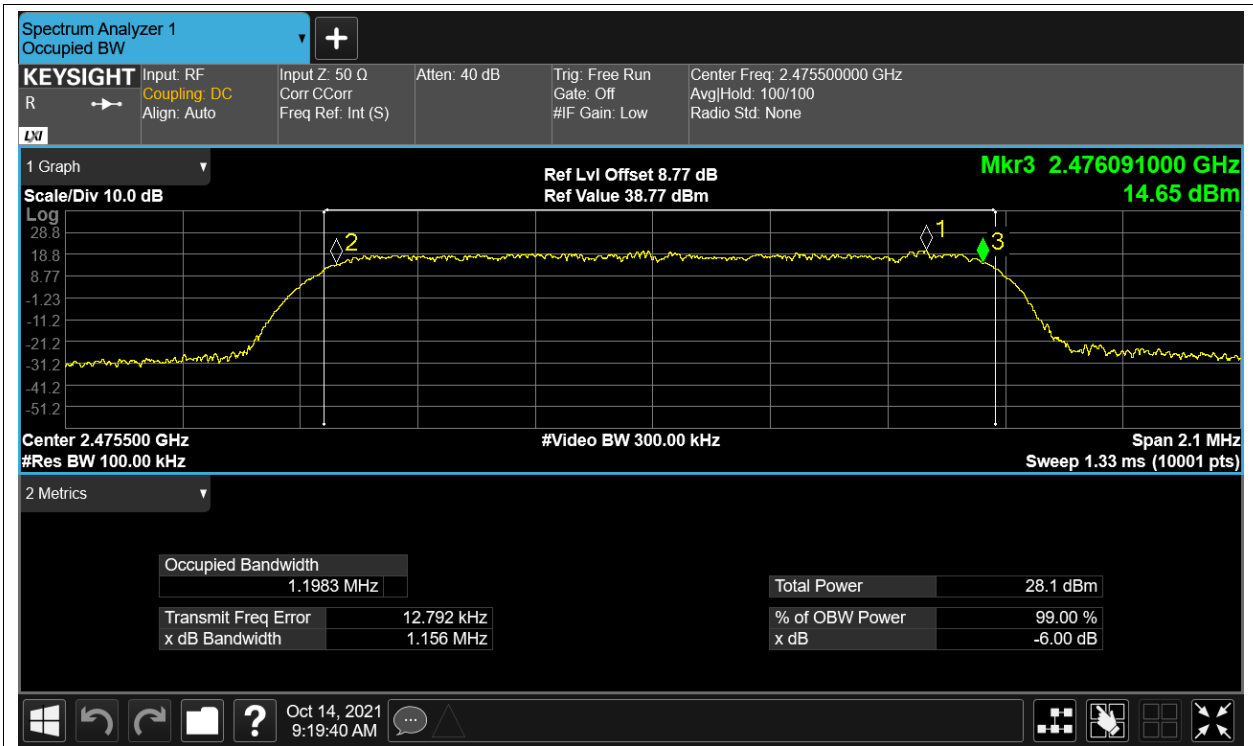 Spectrum Analyzer 1
Occupied BW
KEYSIGHT
R
LXI
Input: RF
Coupling: DC
Align: Auto
Input Z: 50 Ω
Corr CCorr
Freq Ref: Int (S)
Atten: 40 dB
Trig: Free Run
Gate: Off
#IF Gain: Low
Center Freq: 2.475500000 GHz
Avg|Hold: 100/100
Radio Std: None
1 Graph
Scale/Div 10.0 dB
Ref Lvl Offset 8.77 dB
Ref Value 38.77 dBm
Mkr3 2.476091000 GHz
14.65 dBm
Log
28.8
18.8
8.77
-1.23
-11.2
-21.2
-31.2
-41.2
-51.2
2
1
3
Center 2.475500 GHz
#Video BW 300.00 kHz
Span 2.1 MHz
#Res BW 100.00 kHz
Sweep 1.33 ms (10001 pts)
2 Metrics
Occupied Bandwidth
1.1983 MHz
Transmit Freq Error 12.792 kHz
x dB Bandwidth 1.156 MHz
Total Power 28.1 dBm
% of OBW Power 99.00 %
x dB -6.00 dB
?
Oct 14, 2021
9:19:40 AM